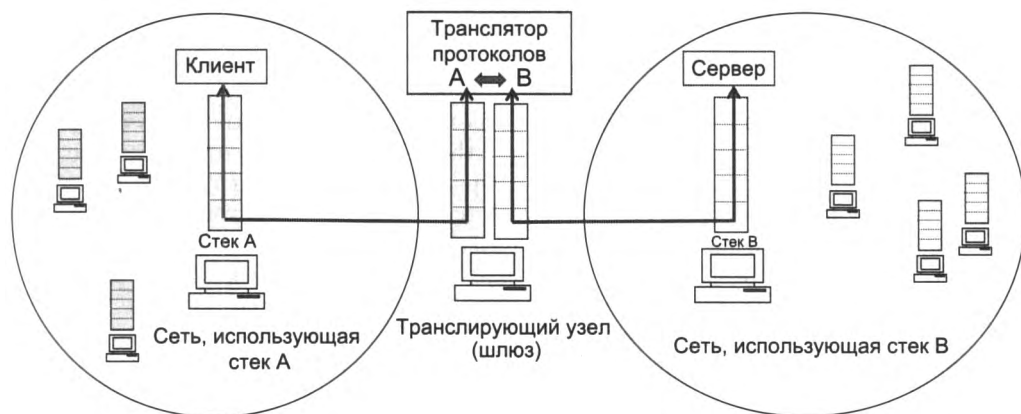 Транслятор
протоколов
A B
Клиент
Сервер
Стек A
Стек B
Сеть, использующая
стек A
Транслирующий узел
(шлюз)
Сеть, использующая стек B